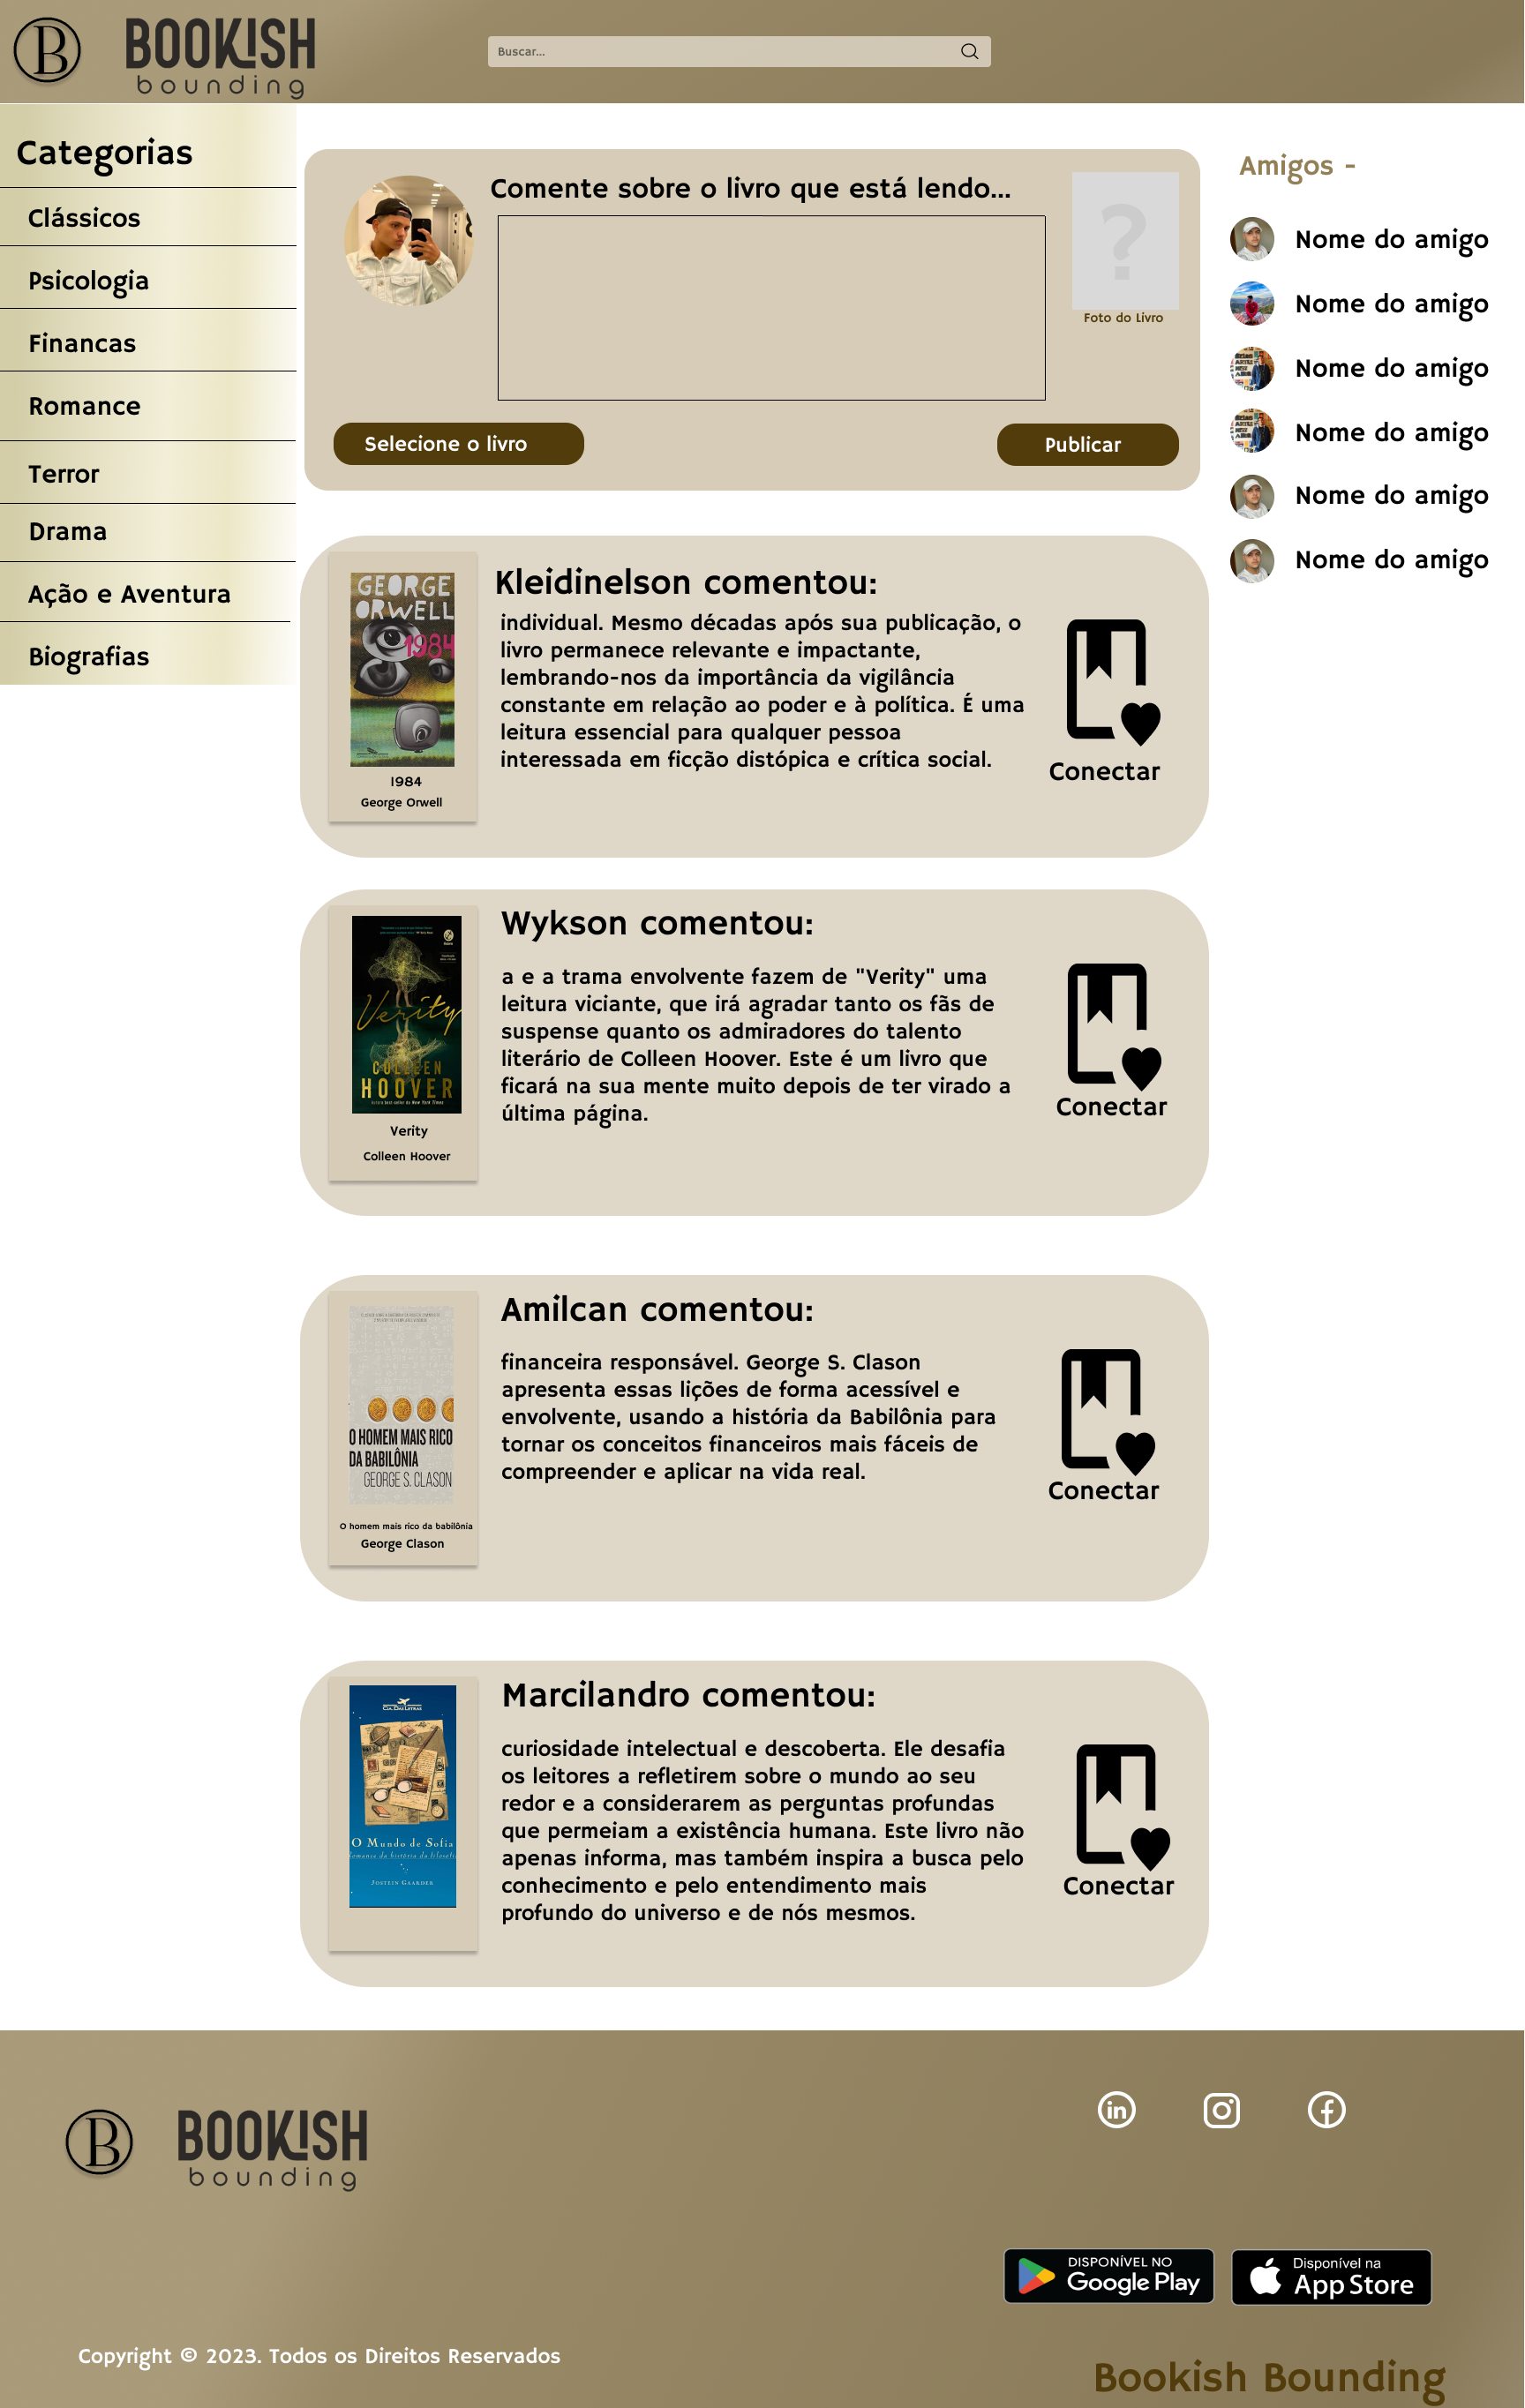 B
BOOKISH
bounding
Buscar...
Categorias
Clássicos
Psicologia
Financas
Romance
Terror
Drama
Ação e Aventura
Biografias
Comente sobre o livro que está lendo...
?
Foto do Livro
Selecione o livro
Publicar
Amigos -
Nome do amigo
Nome do amigo
Nome do amigo
Nome do amigo
Nome do amigo
Nome do amigo
GEORGE
ORWELL
1984
1984
George Orwell
Kleidinelson comentou:
individual. Mesmo décadas após sua publicação, o
livro permanece relevante e impactante,
lembrando-nos da importância da vigilância
constante em relação ao poder e à política. É uma
leitura essencial para qualquer pessoa
interessada em ficção distópica e crítica social.
Conectar
Verity
COLLEEN
HOOVER
Verity
Colleen Hoover
Wykson comentou:
a e a trama envolvente fazem de "Verity" uma
leitura viciante, que irá agradar tanto os fãs de
suspense quanto os admiradores do talento
literário de Colleen Hoover. Este é um livro que
ficará na sua mente muito depois de ter virado a
última página.
Conectar
O HOMEM MAIS RICO
DA BABILÔNIA
GEORGE S. CLASON
O homem mais rico da babilônia
George Clason
Amilcan comentou:
financeira responsável. George S. Clason
apresenta essas lições de forma acessível e
envolvente, usando a história da Babilônia para
tornar os conceitos financeiros mais fáceis de
compreender e aplicar na vida real.
Conectar
CIA. DAS LETRAS
O Mundo de Sofia
Romance da história da filosofia
JOSTEIN GAARDER
Marcilandro comentou:
curiosidade intelectual e descoberta. Ele desafia
os leitores a refletirem sobre o mundo ao seu
redor e a considerarem as perguntas profundas
que permeiam a existência humana. Este livro não
apenas informa, mas também inspira a busca pelo
conhecimento e pelo entendimento mais
profundo do universo e de nós mesmos.
Conectar
B
BOOKISH
bounding
in
DISPONÍVEL NO
Google Play
Disponível na
App Store
Copyright © 2023. Todos os Direitos Reservados
Bookish Bounding